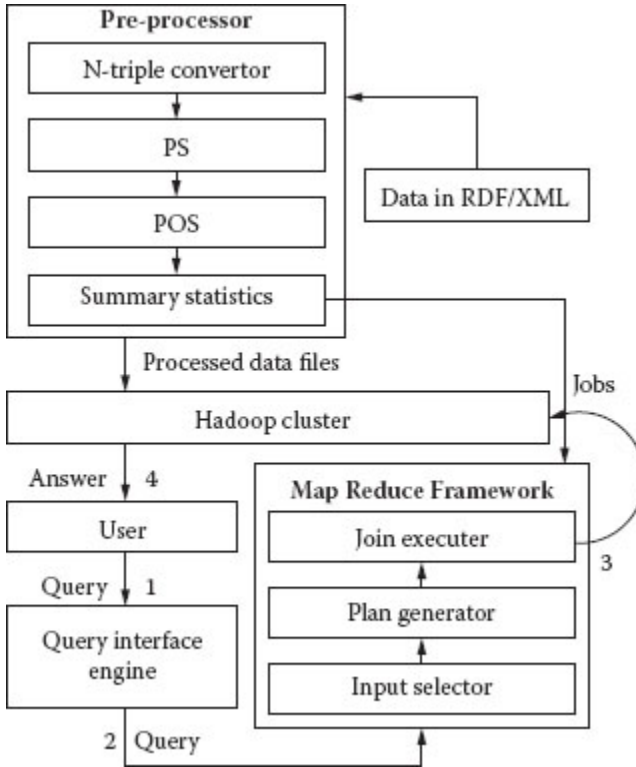 Pre-processor
N-triple convertor
PS
POS
Summary statistics
Data in RDF/XML
Processed data files
Jobs
Hadoop cluster
Answer 4
User
Query 1
Query interface
engine
2 Query
Map Reduce Framework
Join executer
3
Plan generator
Input selector